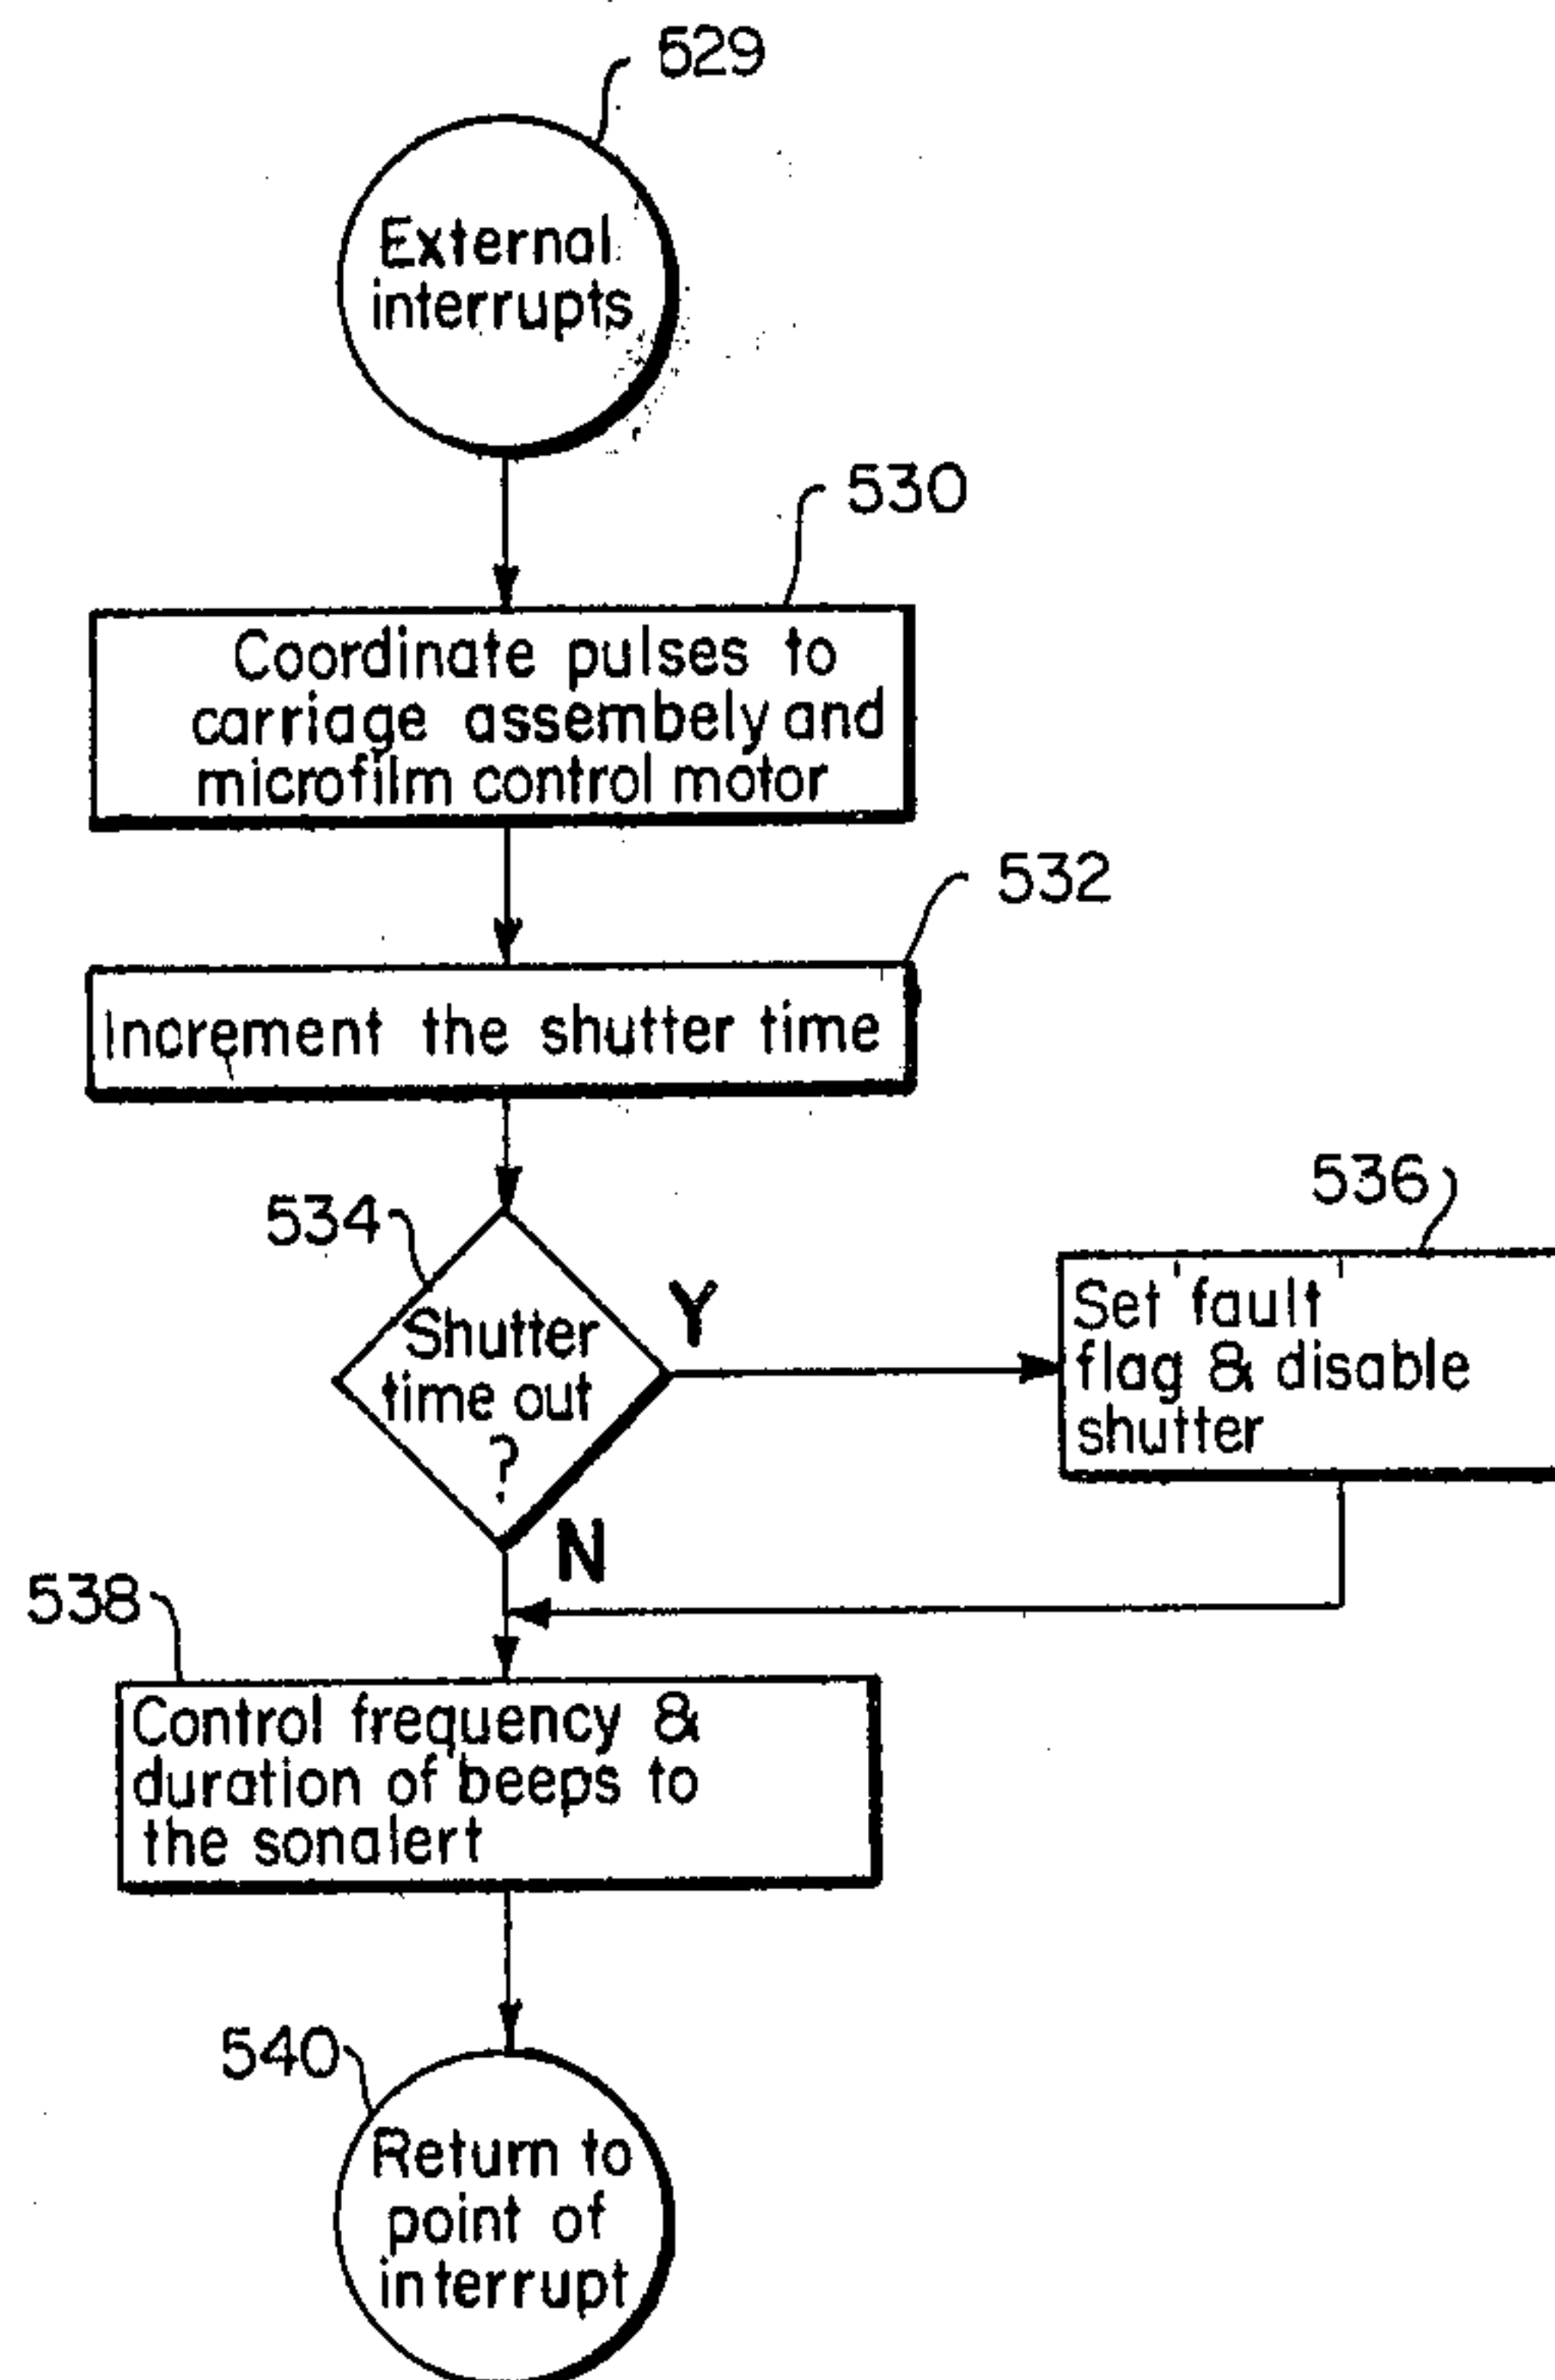 529
External
interrupts
530
Coordinate pulses to
carriage assembely and
microfilm control motor
532
Increment the shutter time
534
Shutter
time out
?
Y
N
536
Set fault
flag & disable
shutter
538
Control frequency &
duration of beeps to
the sonalert
540
Return to
point of
interrupt